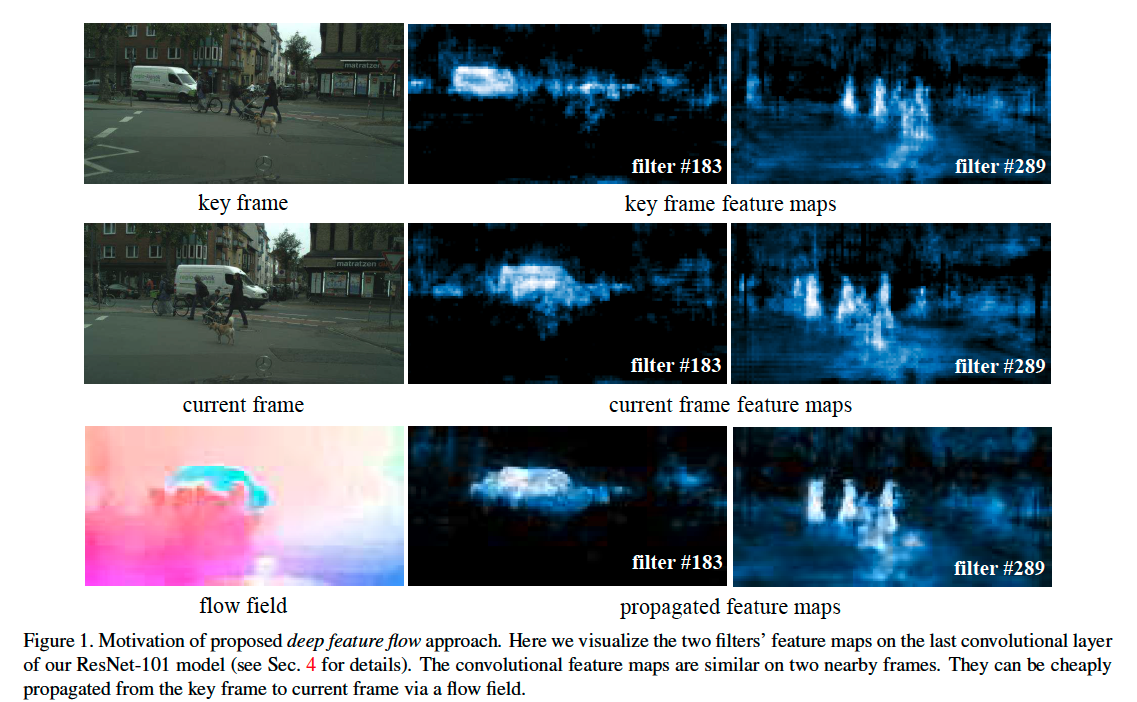 matratzen
filter #183
filter #289
key frame
key frame feature maps
matratzen
filter #183
filter #289
current frame
current frame feature maps
filter #183
filter #289
flow field
propagated feature maps
Figure 1. Motivation of proposed deep feature flow approach. Here we visualize the two filters’ feature maps on the last convolutional layer
of our ResNet-101 model (see Sec. 4 for details). The convolutional feature maps are similar on two nearby frames. They can be cheaply
propagated from the key frame to current frame via a flow field.